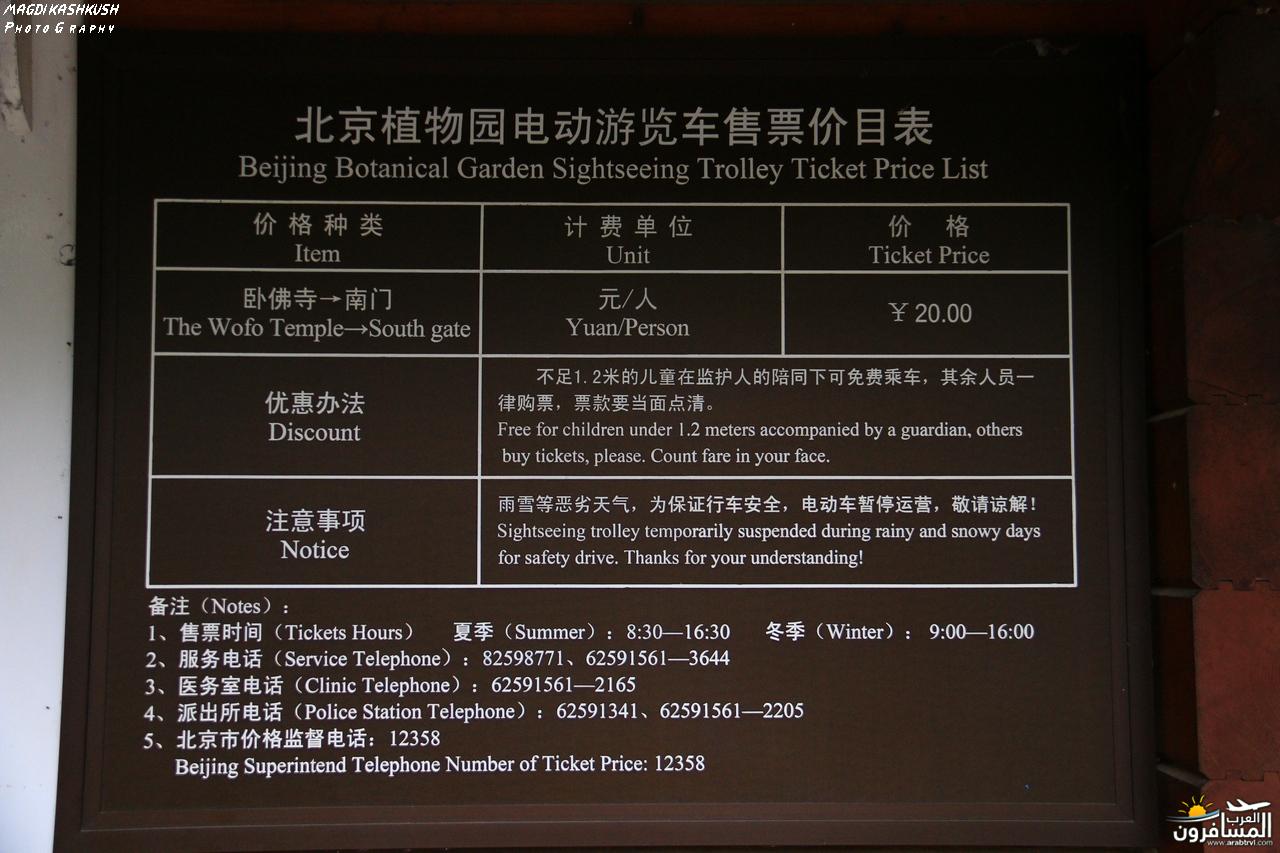 MAGDI KASHKUSH
PHOTOGRAPHY
北京植物园电动游览车售票价目表
Beijing Botanical Garden Sightseeing Trolley Ticket Price List
价格种类 计费单位 价格
Item Unit Ticket Price
卧佛寺→南门 元/人 ￥20.00
The Wofo Temple→South gate Yuan/Person
优惠办法
Discount
不足1.2米的儿童在监护人的陪同下可免费乘车，其余人员一
律购票，票款要当面点清。
Free for children under 1.2 meters accompanied by a guardian, others
buy tickets, please. Count fare in your face.
注意事项
Notice
雨雪等恶劣天气，为保证行车安全，电动车暂停运营，敬请谅解！
Sightseeing trolley temporarily suspended during rainy and snowy days
for safety drive. Thanks for your understanding!
备注（Notes）：
1、售票时间（Tickets Hours） 夏季（Summer）：8:30—16:30 冬季（Winter）： 9:00—16:00
2、服务电话（Service Telephone）：82598771、62591561—3644
3、医务室电话（Clinic Telephone）：62591561—2165
4、派出所电话（Police Station Telephone）：62591341、62591561—2205
5、北京市价格监督电话：12358
Beijing Superintend Telephone Number of Ticket Price: 12358
العرب
المسافرون
www.arabtrvl.com